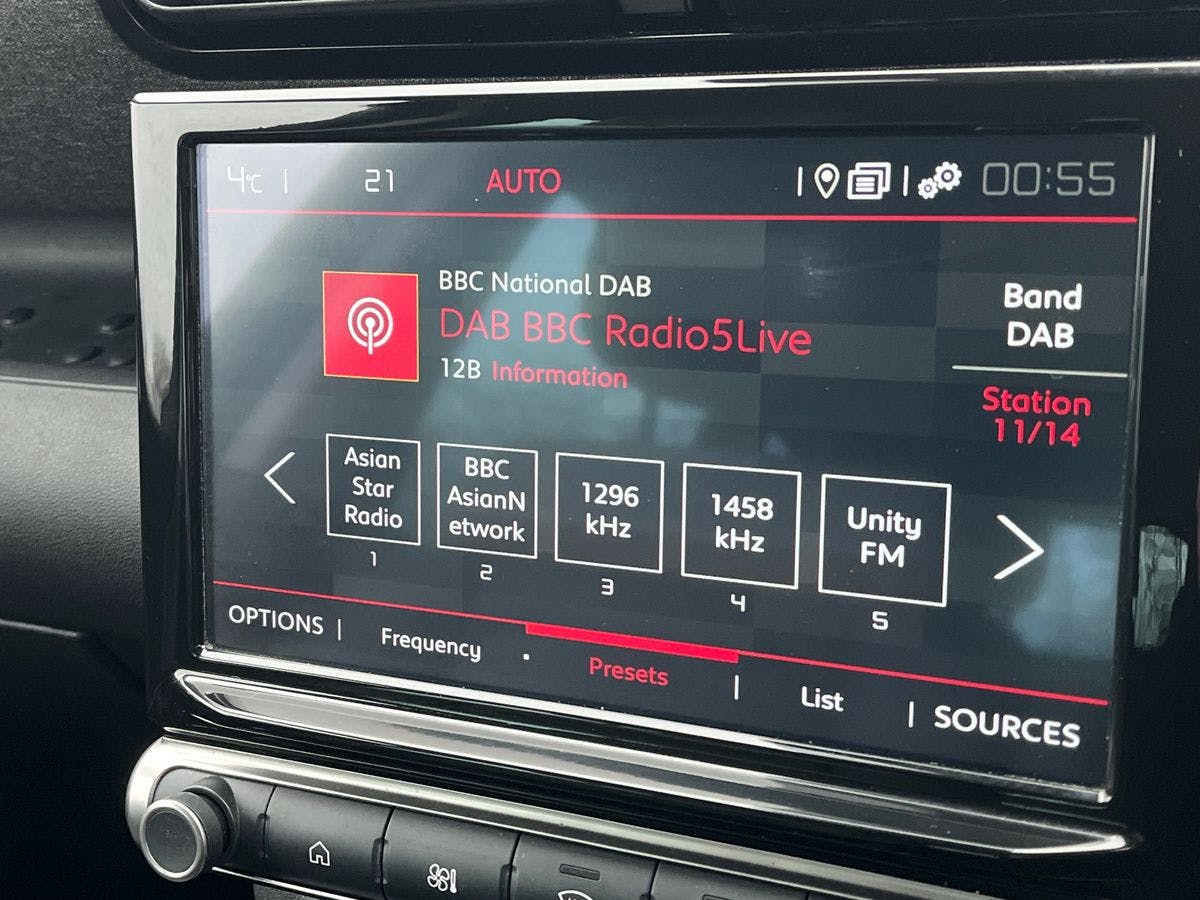 4°C | 21 AUTO | | 00:55
BBC National DAB
DAB BBC Radio5Live
12B Information
Band
DAB
Station
11/14
Asian
Star
Radio
1
BBC
AsianN
etwork
2
1296
kHz
3
1458
kHz
4
Unity
FM
5
OPTIONS | Frequency · Presets | List | SOURCES